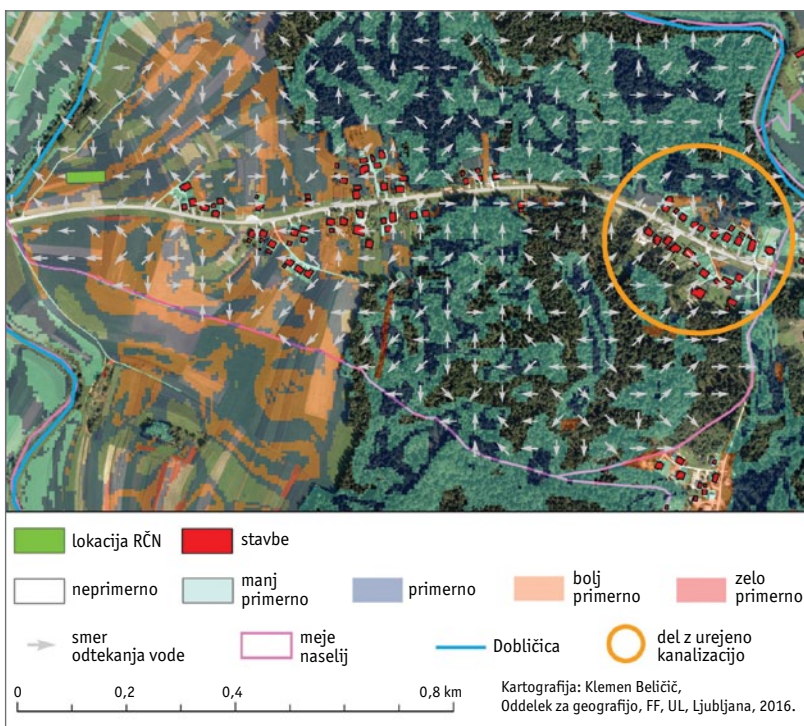 lokacija RČN
stavbe
neprimerno
manj
primerno
primerno
bolj
primerno
zelo
primerno
smer
odtekanja vode
meje
naselij
Dobličica
del z urejeno
kanalizacijo
0 0,2 0,4 0,6 0,8 km
Kartografija: Klemen Beličič,
Oddelek za geografijo, FF, UL, Ljubljana, 2016.